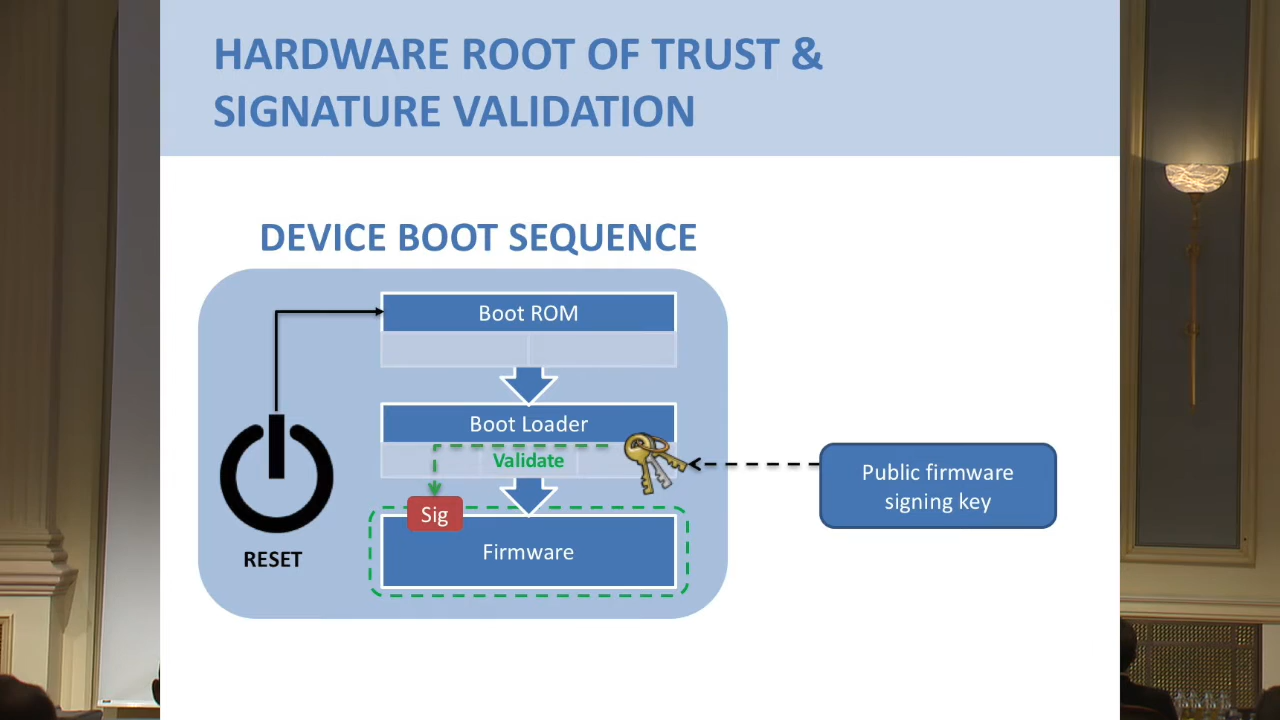 HARDWARE ROOT OF TRUST &
SIGNATURE VALIDATION
DEVICE BOOT SEQUENCE
Boot ROM
Boot Loader
Validate
Sig
Firmware
RESET
Public firmware
signing key